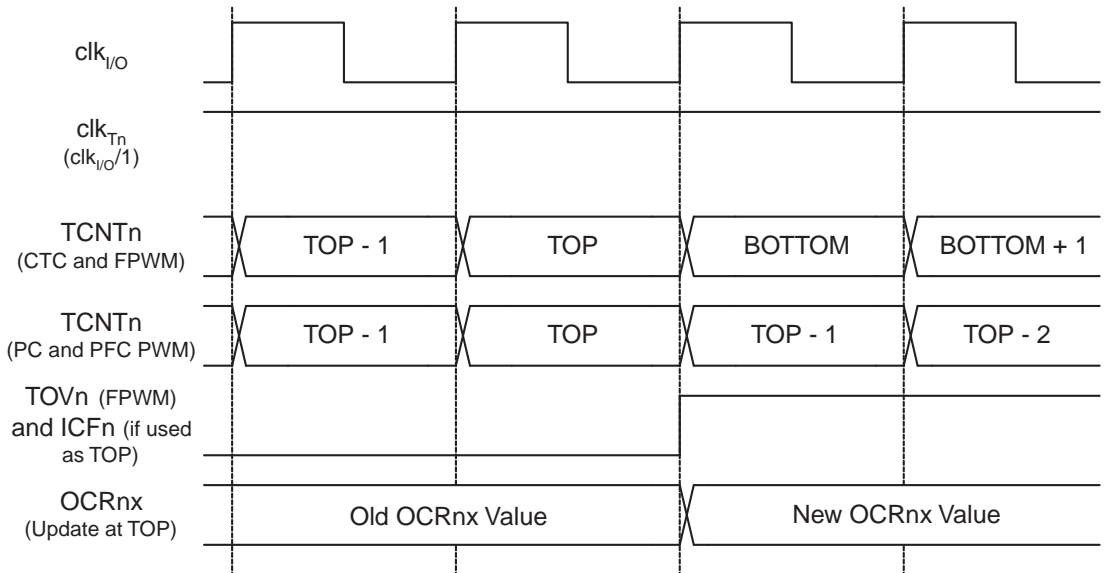 clkI/O
clkTn
(clkI/O/1)
TCNTn
(CTC and FPWM)
TOP - 1
TOP
BOTTOM
BOTTOM + 1
TCNTn
(PC and PFC PWM)
TOP - 1
TOP
TOP - 1
TOP - 2
TOVn (FPWM)
and ICFn (if used
as TOP)
OCRnx
(Update at TOP)
Old OCRnx Value
New OCRnx Value